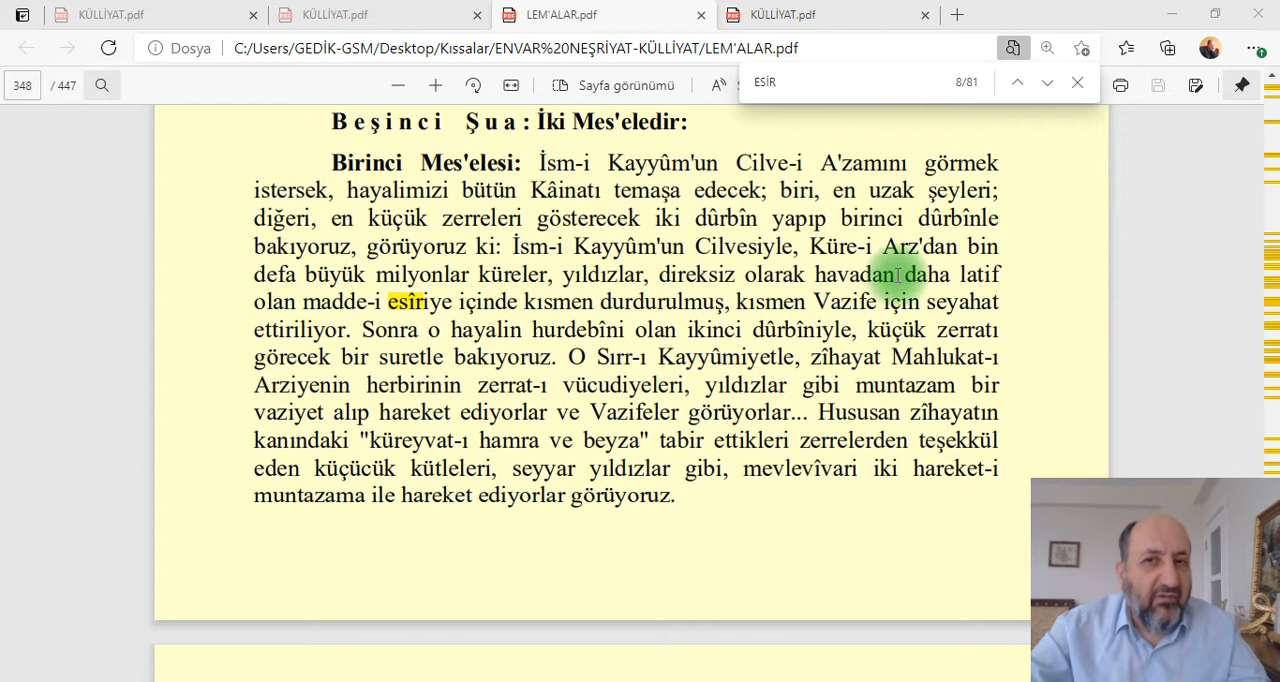 KÜLLİYAT.pdf
KÜLLİYAT.pdf
LEM'ALAR.pdf
KÜLLİYAT.pdf
Dosya C:/Users/GEDİK-GSM/Desktop/Kıssalar/ENVAR%20NEŞRİYAT-KÜLLİYAT/LEM'ALAR.pdf
348 / 447 Sayfa görünümü
ESİR 8/81
Beşinci Şua: İki Mes'eledir:
Birinci Mes'elesi: İsm-i Kayyûm'un Cilve-i A'zamını görmek
istersek, hayalimizi bütün Kâinatı temaşa edecek; biri, en uzak şeyleri;
diğeri, en küçük zerreleri gösterecek iki dûrbîn yapıp birinci dûrbînle
bakıyoruz, görüyoruz ki: İsm-i Kayyûm'un Cilvesiyle, Küre-i Arz'dan bin
defa büyük milyonlar küreler, yıldızlar, direksiz olarak havadan daha latif
olan madde-i esîriye içinde kısmen durdurulmuş, kısmen Vazife için seyahat
ettiriliyor. Sonra o hayalin hurdebîni olan ikinci dûrbîniyle, küçük zerratı
görecek bir suretle bakıyoruz. O Sırr-ı Kayyûmiyetle, zîhayat Mahlukat-ı
Arziyenin herbirinin zerrat-ı vücudiyeleri, yıldızlar gibi muntazam bir
vaziyet alıp hareket ediyorlar ve Vazifeler görüyorlar... Hususan zîhayatın
kanındaki "küreyvat-ı hamra ve beyza" tabir ettikleri zerrelerden teşekkül
eden küçücük kütleleri, seyyar yıldızlar gibi, mevlevîvari iki hareket-i
muntazama ile hareket ediyorlar görüyoruz.